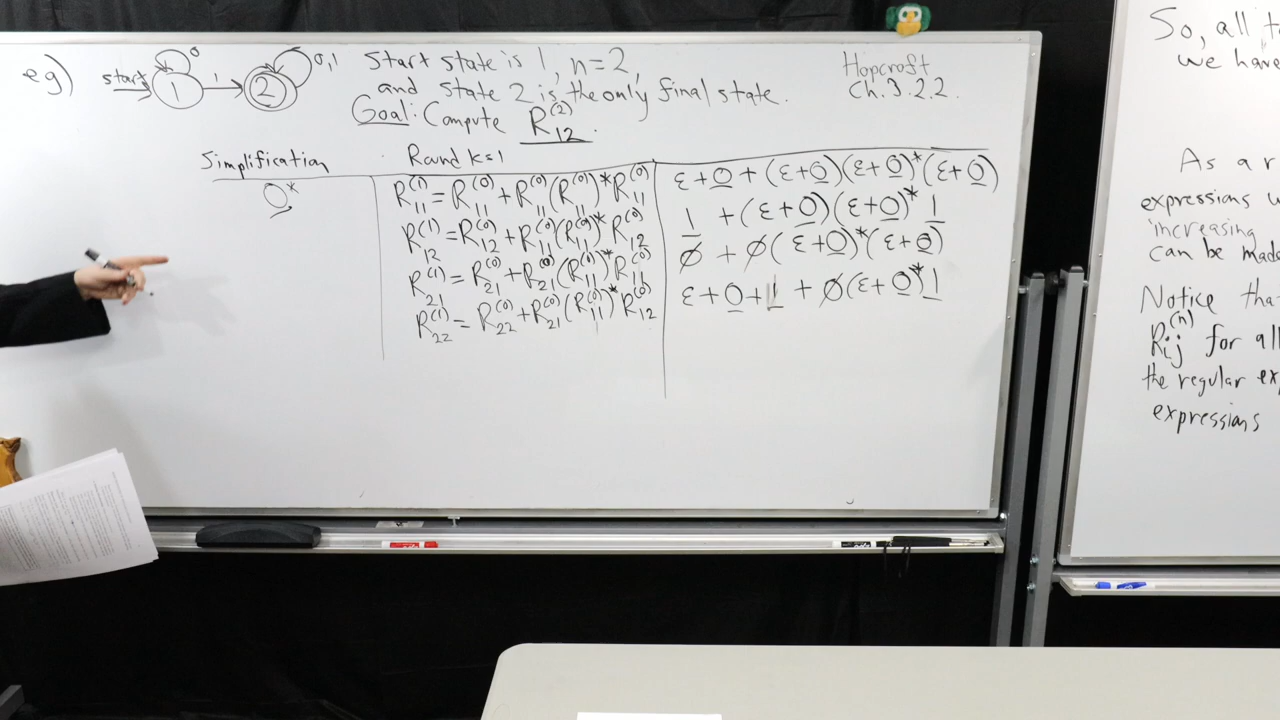 eg) start 1 0 1 2 0,1 Start state is 1, n=2,
and state 2 is the only final state.
Goal: Compute R₁₂⁽²⁾.
Hopcroft
Ch. 3.2.2.
Simplification Round k=1
0* R₁₁⁽¹⁾ = R₁₁⁽⁰⁾ + R₁₁⁽⁰⁾(R₁₁⁽⁰⁾)*R₁₁⁽⁰⁾ ε+0+(ε+0)(ε+0)*(ε+0)
R₁₂⁽¹⁾ = R₁₂⁽⁰⁾ + R₁₁⁽⁰⁾(R₁₁⁽⁰⁾)*R₁₂⁽⁰⁾ 1 +(ε+0)(ε+0)*1
R₂₁⁽¹⁾ = R₂₁⁽⁰⁾ + R₂₁⁽⁰⁾(R₁₁⁽⁰⁾)*R₁₁⁽⁰⁾ ∅ + ∅(ε+0)*(ε+0)
R₂₂⁽¹⁾ = R₂₂⁽⁰⁾ + R₂₁⁽⁰⁾(R₁₁⁽⁰⁾)*R₁₂⁽⁰⁾ ε+0+1 + ∅(ε+0)*1
So, all
we have
As a r
expressions
increasing
can be made
Notice tha
Rᵢⱼ⁽ⁿ⁾ for all
the regular ex
expressions